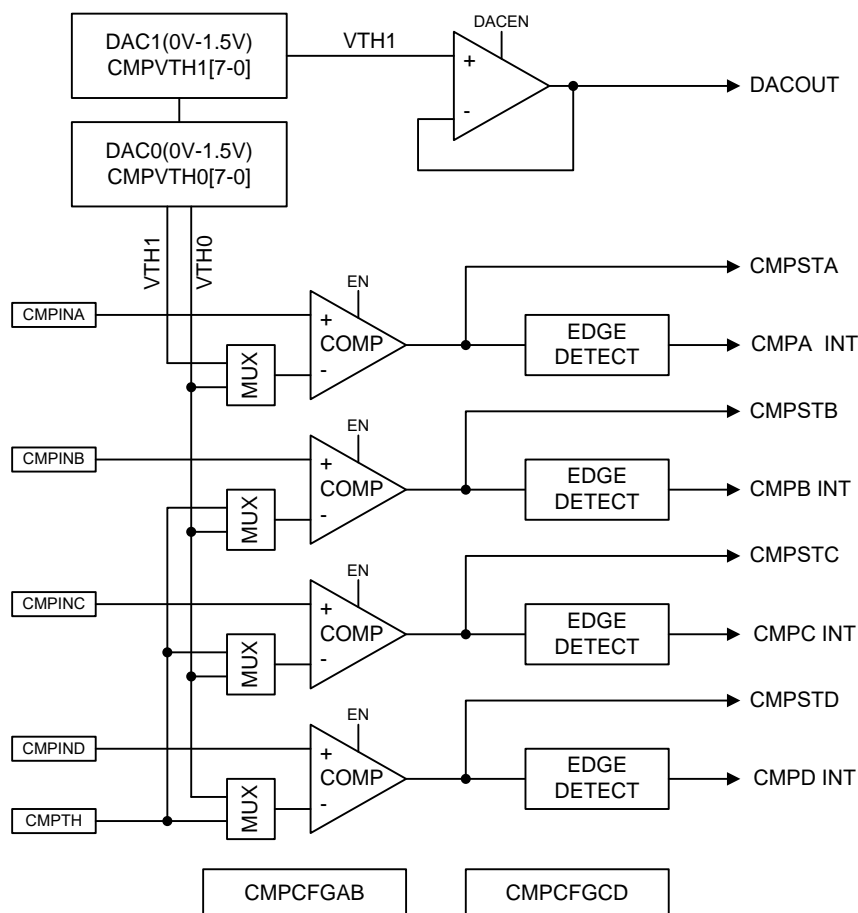 DACEN
DAC1(0V-1.5V)
CMPVTH1[7-0]
VTH1
+
-
DACOUT
DAC0(0V-1.5V)
CMPVTH0[7-0]
VTH1
VTH0
CMPSTA
EN
CMPINA
+
COMP
-
MUX
EDGE
DETECT
CMPA INT
CMPSTB
EN
CMPINB
+
COMP
-
MUX
EDGE
DETECT
CMPB INT
CMPSTC
EN
CMPINC
+
COMP
-
MUX
EDGE
DETECT
CMPC INT
CMPSTD
EN
CMPIND
+
COMP
-
MUX
EDGE
DETECT
CMPD INT
CMPTH
CMPCFGAB
CMPCFGCD